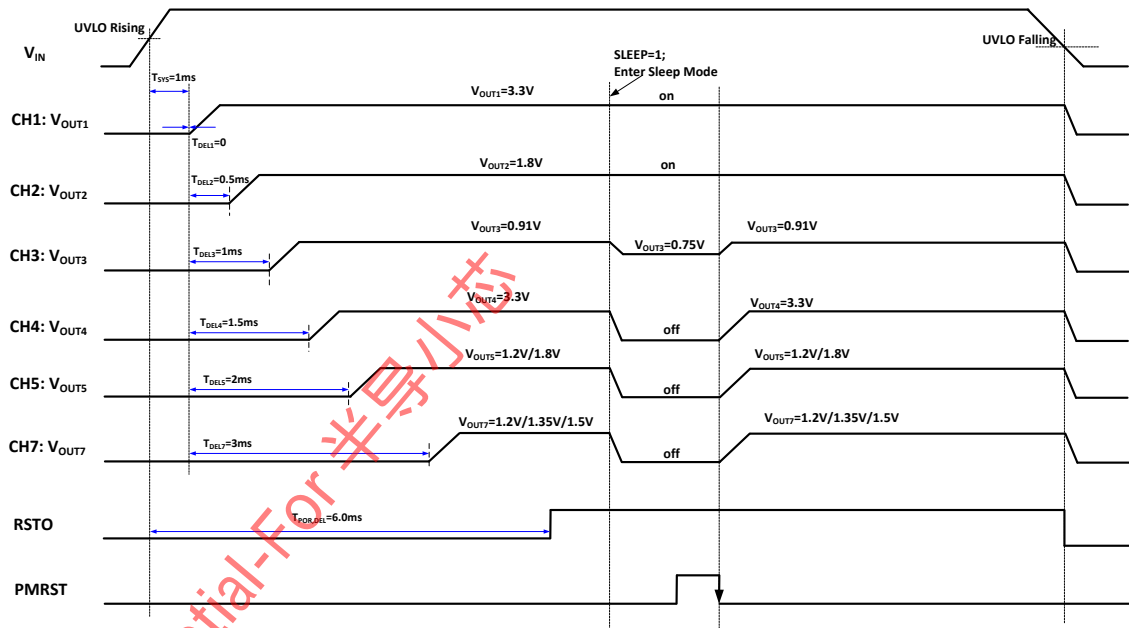 UVLO Rising
UVLO Falling
VIN
SLEEP=1;
Enter Sleep Mode
TSYS=1ms
VOUT1=3.3V
on
CH1: VOUT1
TDEL1=0
VOUT2=1.8V
on
TDEL2=0.5ms
CH2: VOUT2
VOUT3=0.91V
VOUT3=0.75V
VOUT3=0.91V
TDEL3=1ms
CH3: VOUT3
VOUT4=3.3V
VOUT4=3.3V
TDEL4=1.5ms
CH4: VOUT4
off
VOUT5=1.2V/1.8V
VOUT5=1.2V/1.8V
TDEL5=2ms
CH5: VOUT5
off
VOUT7=1.2V/1.35V/1.5V
VOUT7=1.2V/1.35V/1.5V
TDEL7=3ms
CH7: VOUT7
off
TPOR,DEL=6.0ms
RSTO
PMRST
ntial-For 半导小芯